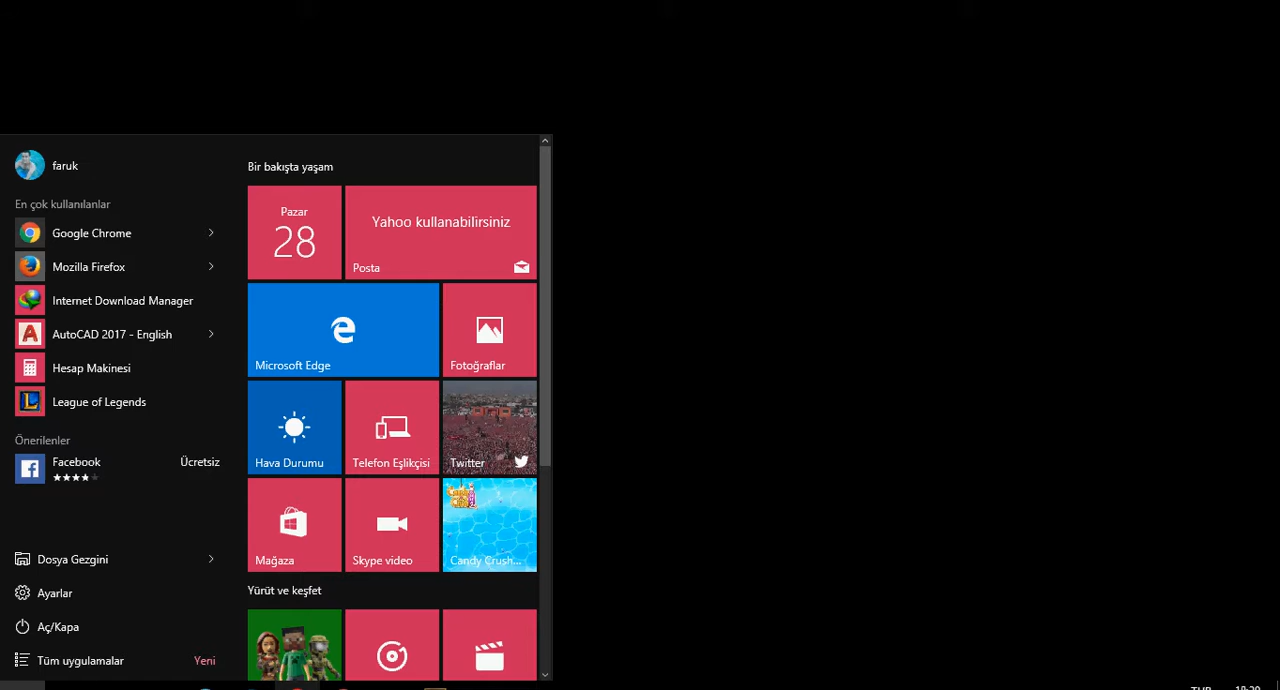 faruk
En çok kullanılanlar
Google Chrome
Mozilla Firefox
Internet Download Manager
AutoCAD 2017 - English
Hesap Makinesi
League of Legends
Önerilenler
Facebook
Ücretsiz
Dosya Gezgini
Ayarlar
Aç/Kapa
Tüm uygulamalar
Yeni
Bir bakışta yaşam
Pazar
28
Yahoo kullanabilirsiniz
Posta
Microsoft Edge
Fotoğraflar
Hava Durumu
Telefon Eşlikçisi
Twitter
Mağaza
Skype video
Candy Crush...
Yürüt ve keşfet